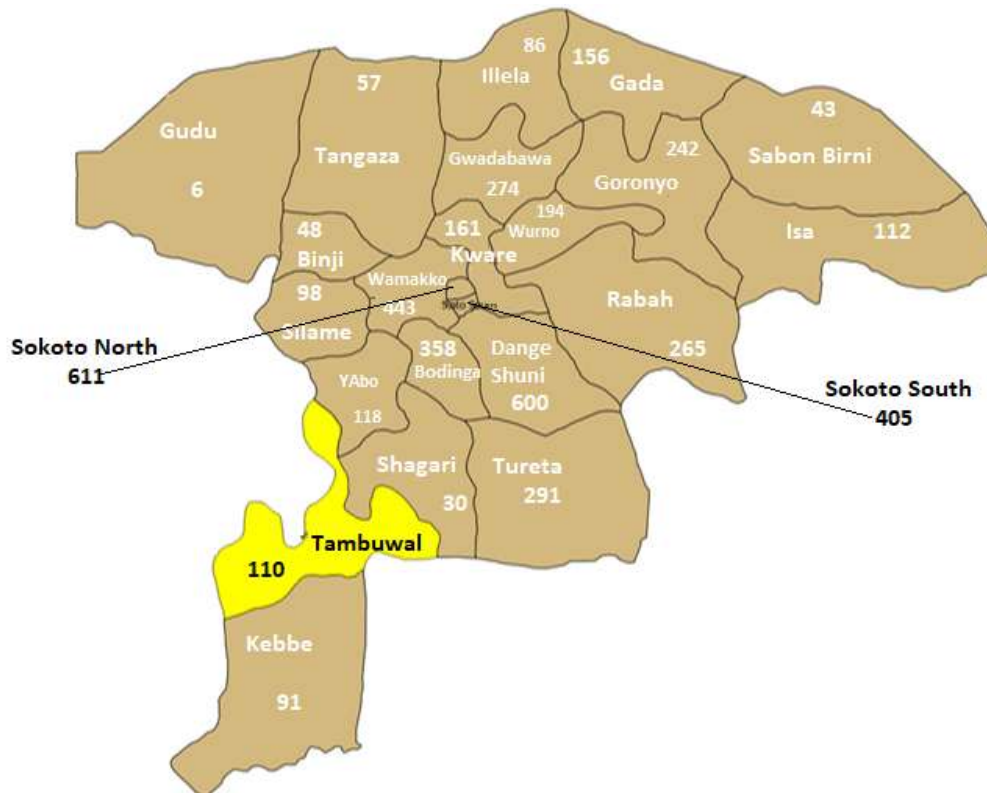 86
Illela
156
Gada
57
Tangaza
43
Sabon Birni
Gudu
6
Gwadabawa
274
242
Goronyo
194
Wurno
161
Kware
Isa 112
48
Binji
Wamakko
443
98
Silame
Rabah
265
Sokoto North
611
358
Bodinga
Dange
Shuni
600
Sokoto South
405
YAbo
118
Shagari
30
Tureta
291
Tambuwal
110
Kebbe
91